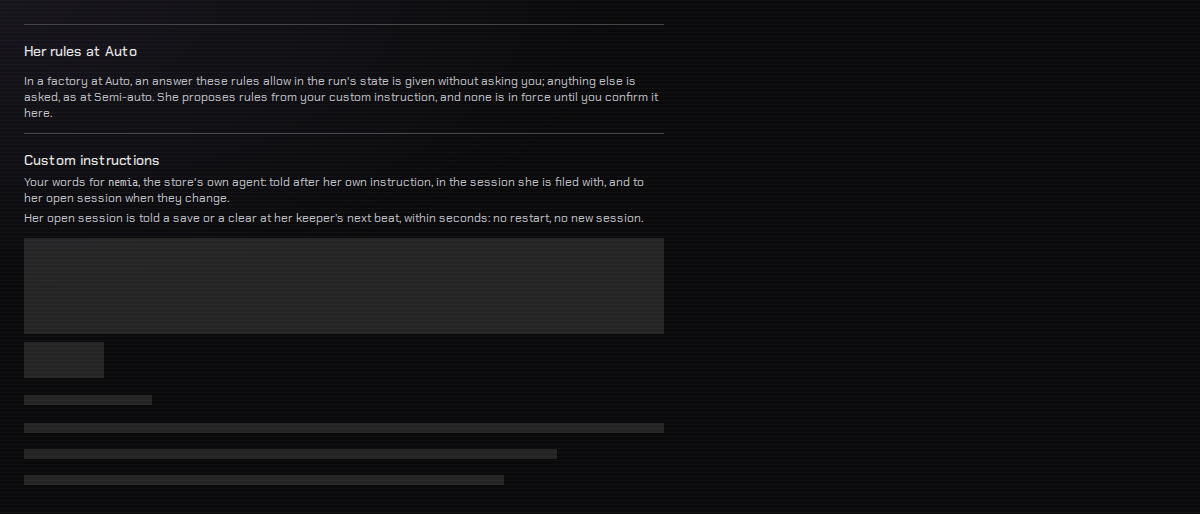 Her rules at Auto
In a factory at Auto, an answer these rules allow in the run's state is given without asking you; anything else is
asked, as at Semi-auto. She proposes rules from your custom instruction, and none is in force until you confirm it
here.
Custom instructions
Your words for nemia, the store's own agent: told after her own instruction, in the session she is filed with, and to
her open session when they change.
Her open session is told a save or a clear at her keeper's next beat, within seconds: no restart, no new session.